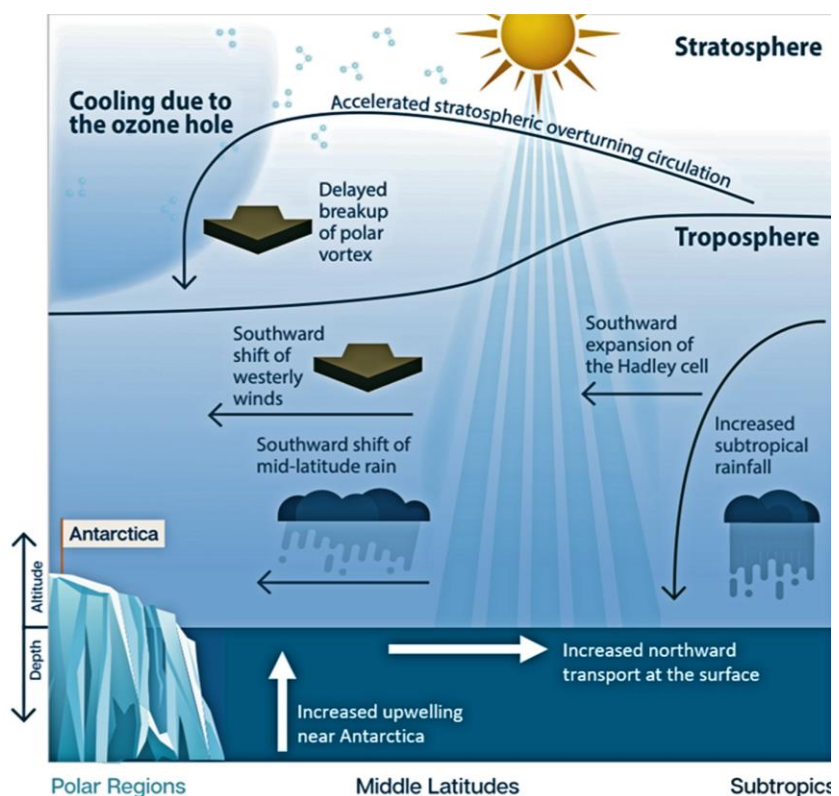 Stratosphere
Cooling due to
the ozone hole
Accelerated stratospheric overturning circulation
Delayed
breakup
of polar
vortex
Troposphere
Southward
shift of
westerly
winds
Southward
expansion of
the Hadley cell
Southward shift of
mid-latitude rain
Increased
subtropical
rainfall
Antarctica
Altitude
Depth
Increased northward
transport at the surface
Increased upwelling
near Antarctica
Polar Regions
Middle Latitudes
Subtropics